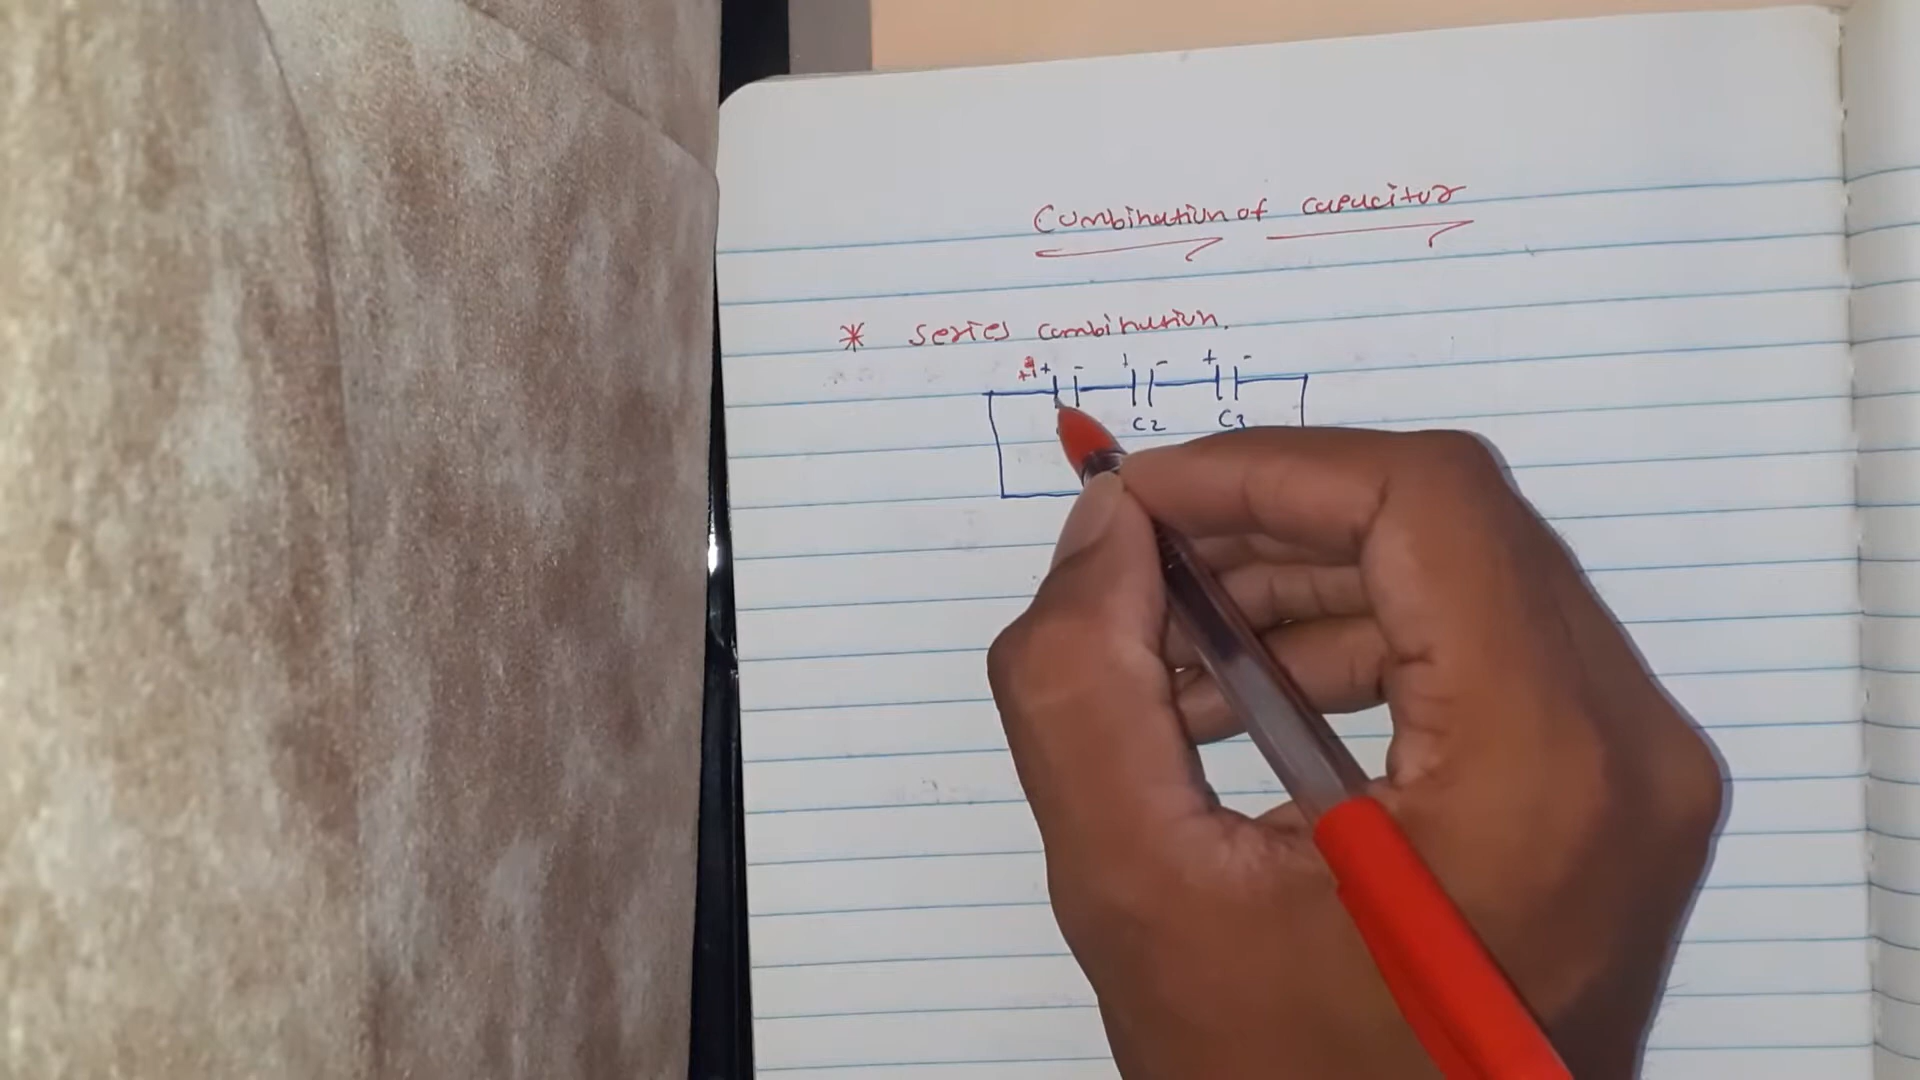 Combination of capacitor
* Series combination.
+q + - + - + -
C2 C3